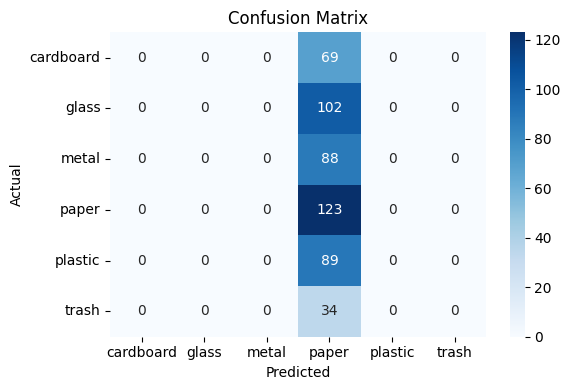 Confusion Matrix
Actual
cardboard 0 0 0 69 0 0
glass 0 0 0 102 0 0
metal 0 0 0 88 0 0
paper 0 0 0 123 0 0
plastic 0 0 0 89 0 0
trash 0 0 0 34 0 0
cardboard glass metal paper plastic trash
Predicted
120
100
80
60
40
20
0